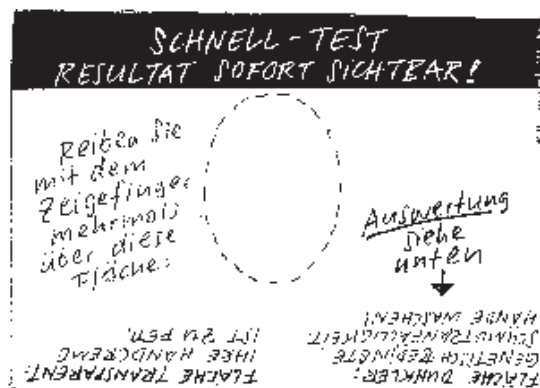 SCHNELL-TEST
RESULTAT SOFORT SICHTBAR!
Reiben Sie
mit dem
Zeigefinger
mehrmals
über diese
Fläche:
Auswertung
siehe
unten
FLÄCHE TRANSPARENT:
IHRE HANDCREME
IST ZU FETT.
FLÄCHE DUNKLER:
GENETISCH BEDINGTE
SCHMUTZANFÄLLIGKEIT.
HÄNDE WASCHEN!